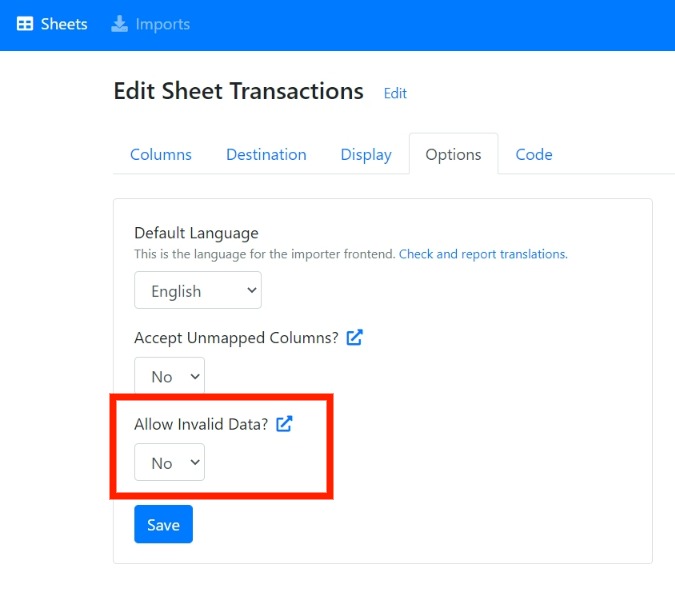 Sheets Imports
Edit Sheet Transactions Edit
Columns Destination Display Options Code
Default Language
This is the language for the importer frontend. Check and report translations.
English
Accept Unmapped Columns?
No
Allow Invalid Data?
No
Save